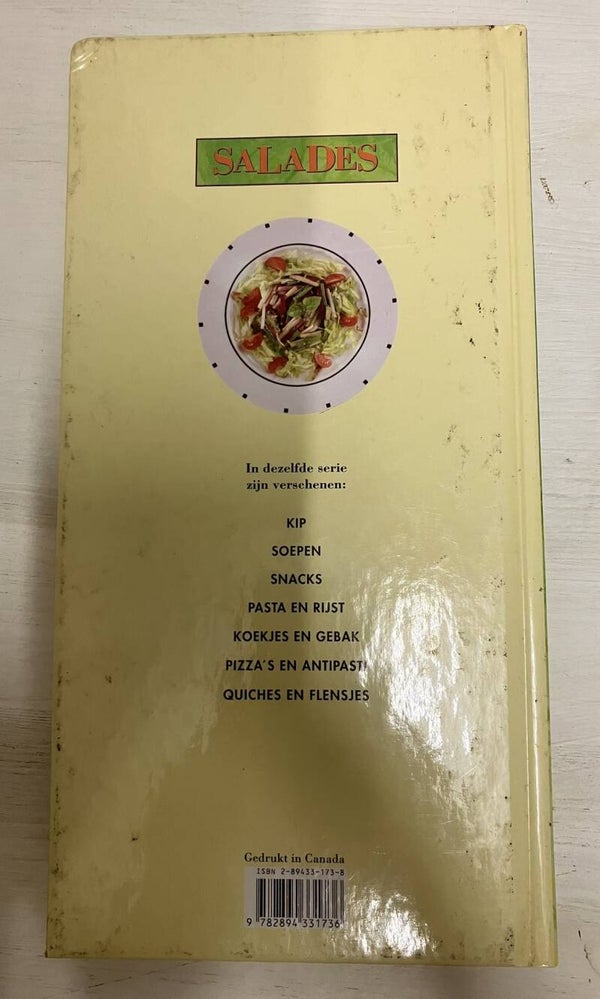 SALADES
In dezelfde serie
zijn verschenen:
KIP
SOEPEN
SNACKS
PASTA EN RIJST
KOEKJES EN GEBAK
PIZZA'S EN ANTIPASTI
QUICHES EN FLENSJES
Gedrukt in Canada
ISBN 2-89433-173-8
9 782894 331736